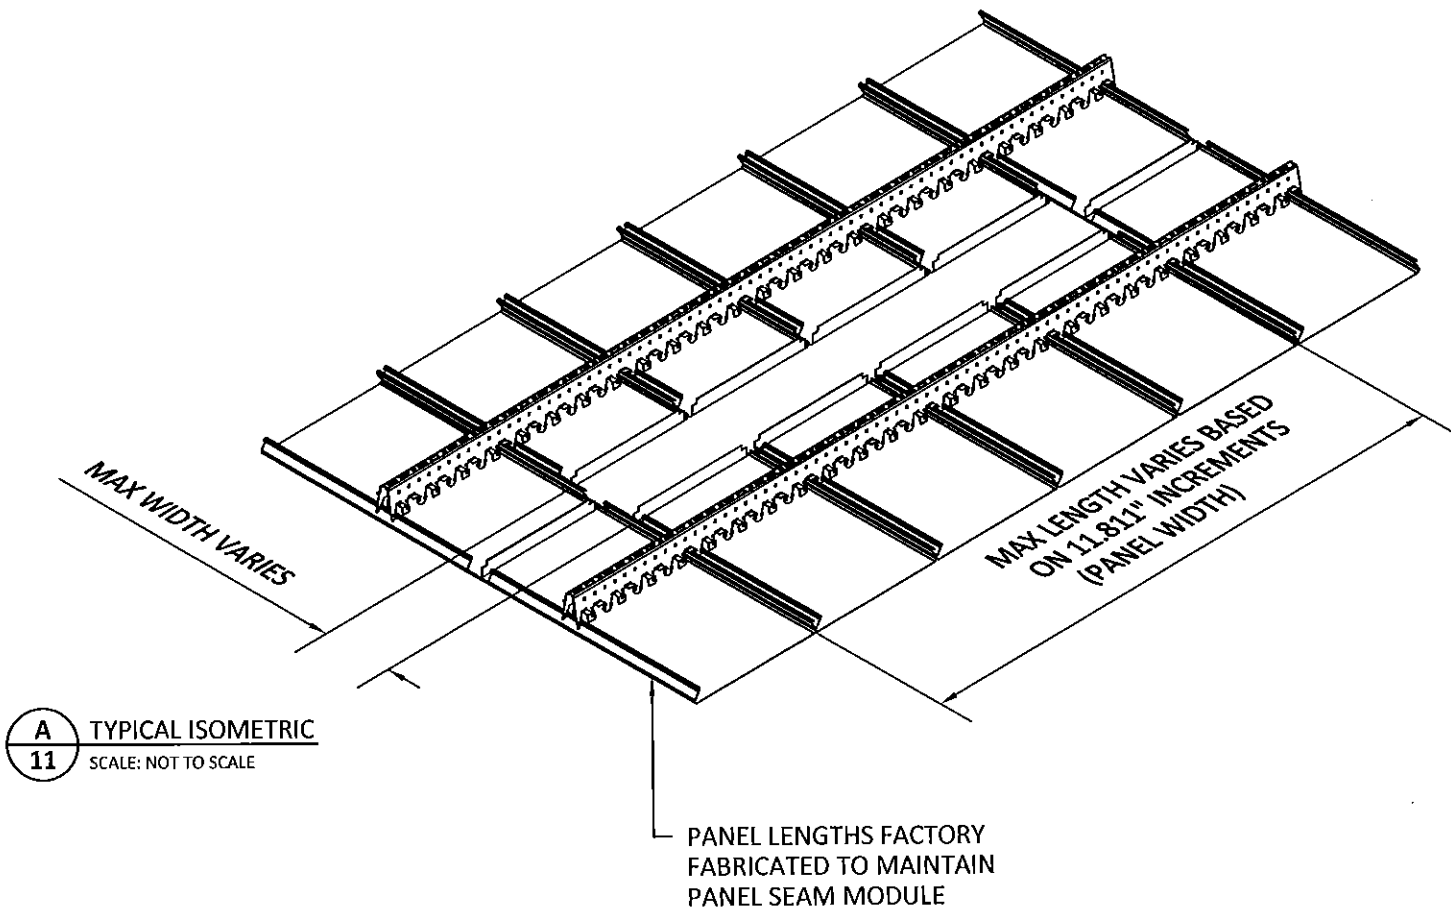 MAX WIDTH VARIES
MAX LENGTH VARIES BASED
ON 11.811" INCREMENTS
(PANEL WIDTH)
A
11
TYPICAL ISOMETRIC
SCALE: NOT TO SCALE
PANEL LENGTHS FACTORY
FABRICATED TO MAINTAIN
PANEL SEAM MODULE